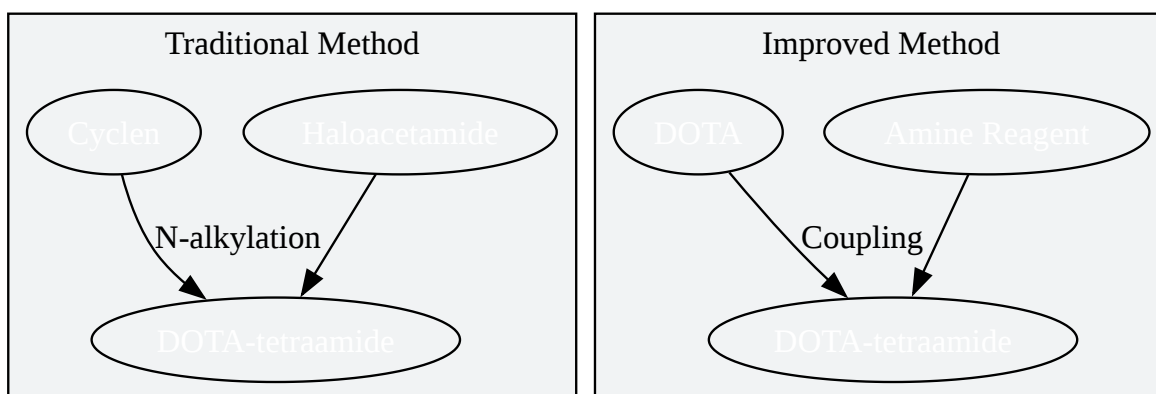 Traditional Method
Cyclen
Haloacetamide
N-alkylation
DOTA-tetraamide
Improved Method
DOTA
Amine Reagent
Coupling
DOTA-tetraamide